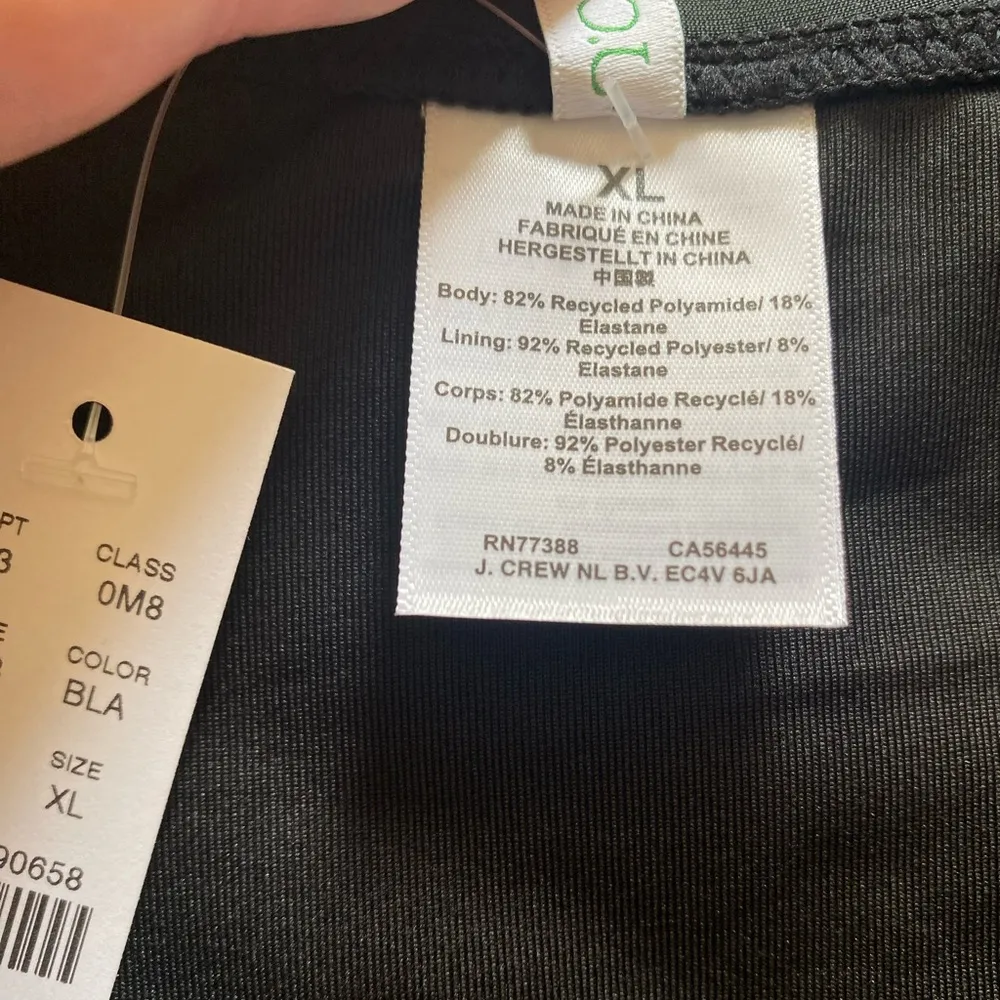 XL
MADE IN CHINA
FABRIQUÉ EN CHINE
HERGESTELLT IN CHINA
中国製
Body: 82% Recycled Polyamide/ 18%
Elastane
Lining: 92% Recycled Polyester/ 8%
Elastane
Corps: 82% Polyamide Recyclé/ 18%
Élasthanne
Doublure: 92% Polyester Recyclé/
8% Élasthanne
RN77388 CA56445
J. CREW NL B.V. EC4V 6JA
CLASS
0M8
COLOR
BLA
SIZE
XL
90658